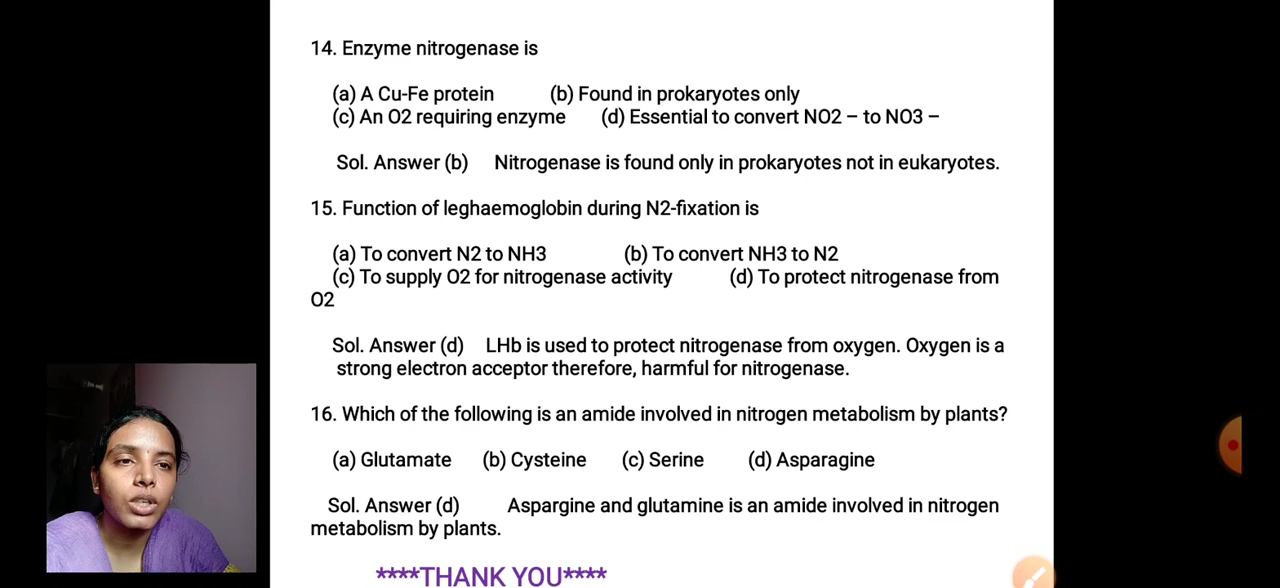 14. Enzyme nitrogenase is
(a) A Cu-Fe protein (b) Found in prokaryotes only
(c) An O2 requiring enzyme (d) Essential to convert NO2 – to NO3 –
Sol. Answer (b) Nitrogenase is found only in prokaryotes not in eukaryotes.
15. Function of leghaemoglobin during N2-fixation is
(a) To convert N2 to NH3 (b) To convert NH3 to N2
(c) To supply O2 for nitrogenase activity (d) To protect nitrogenase from
O2
Sol. Answer (d) LHb is used to protect nitrogenase from oxygen. Oxygen is a
strong electron acceptor therefore, harmful for nitrogenase.
16. Which of the following is an amide involved in nitrogen metabolism by plants?
(a) Glutamate (b) Cysteine (c) Serine (d) Asparagine
Sol. Answer (d) Aspargine and glutamine is an amide involved in nitrogen
metabolism by plants.
****THANK YOU****